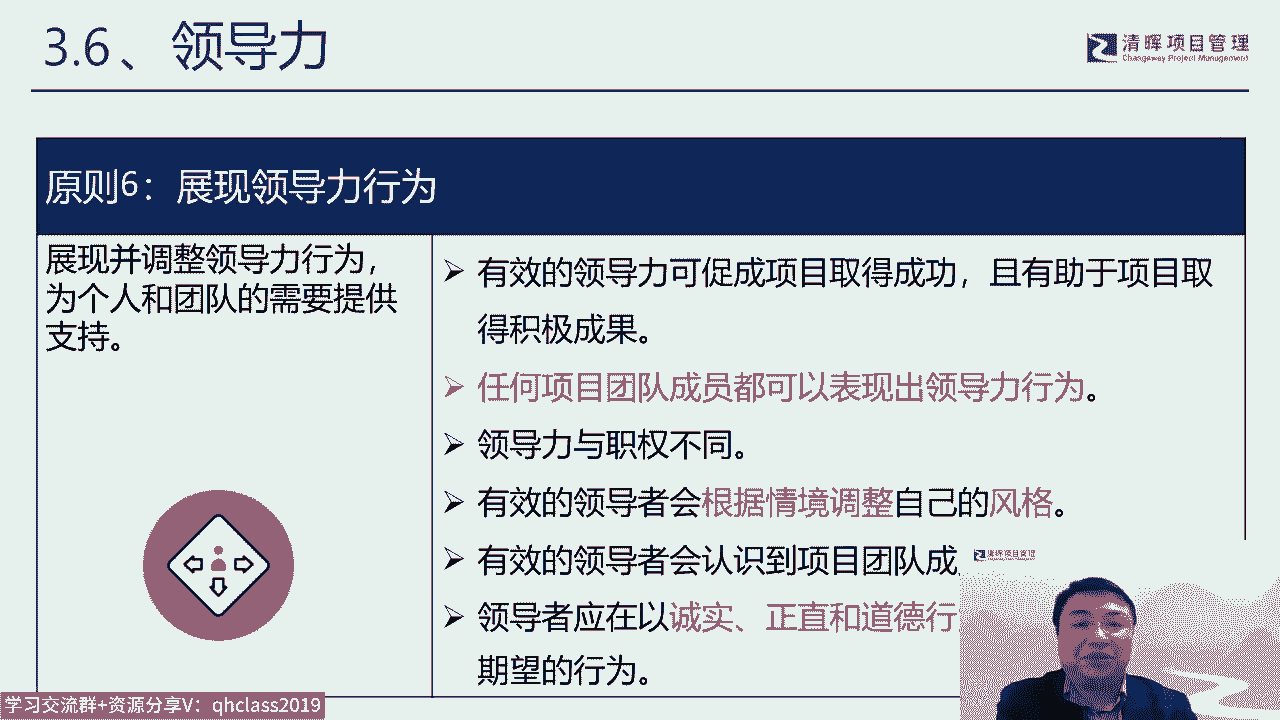 3.6、领导力
清晖项目管理
Changeway Project Management
原则6：展现领导力行为
展现并调整领导力行为，
为个人和团队的需要提供
支持。
➢ 有效的领导力可促成项目取得成功，且有助于项目取
得积极成果。
➢ 任何项目团队成员都可以表现出领导力行为。
➢ 领导力与职权不同。
➢ 有效的领导者会根据情境调整自己的风格。
➢ 有效的领导者会认识到项目团队成
➢ 领导者应在以诚实、正直和道德行
期望的行为。
清晖项目管理
学习交流群+资源分享V：qhclass2019